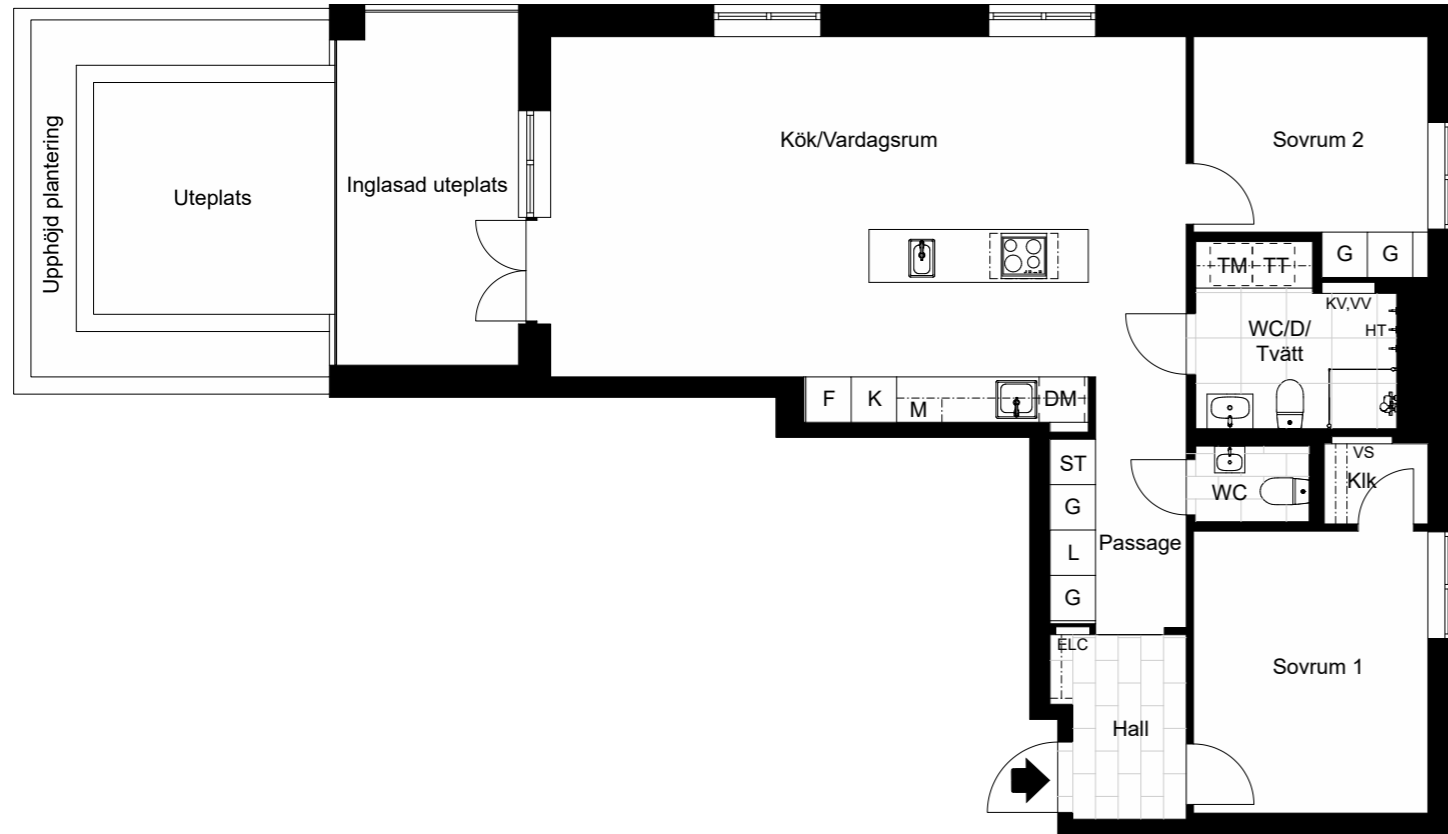 Upphöjd plantering
Uteplats
Inglasad uteplats
Kök/Vardagsrum
Sovrum 2
TM TT
G G
KV,VV
HT
WC/D/
Tvätt
F K M DM
ST
G
L
G
Passage
WC
VS
Klk
ELC
Hall
Sovrum 1